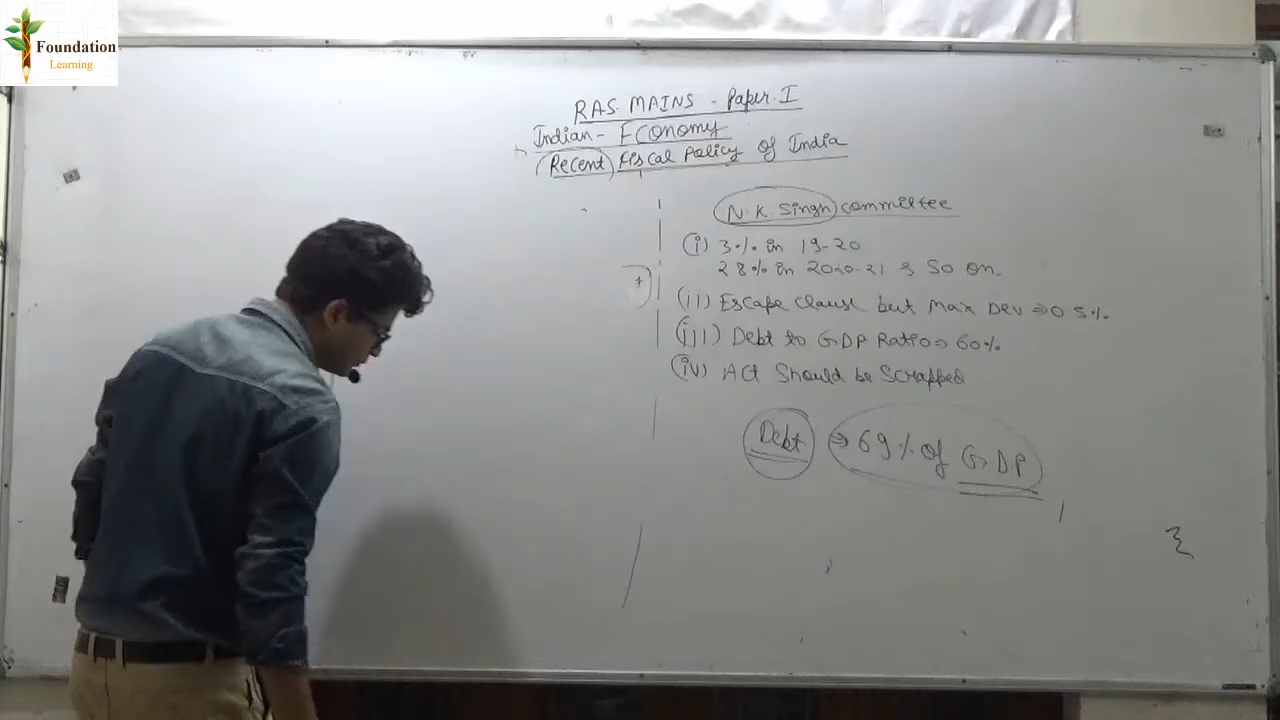 Foundation
Learning
RAS. MAINS - Paper. I
Indian - Economy
Recent Fiscal Policy of India
N.K. Singh committee
(i) 3% in 19-20
2.8% in 2020-21 & So on.
(ii) Escape clause but Max Dev ⇒ 0.5%
(iii) Debt to GDP Ratio ⇒ 60%
(iv) Act Should be Scrapped
Debt ⇒ 69% of GDP